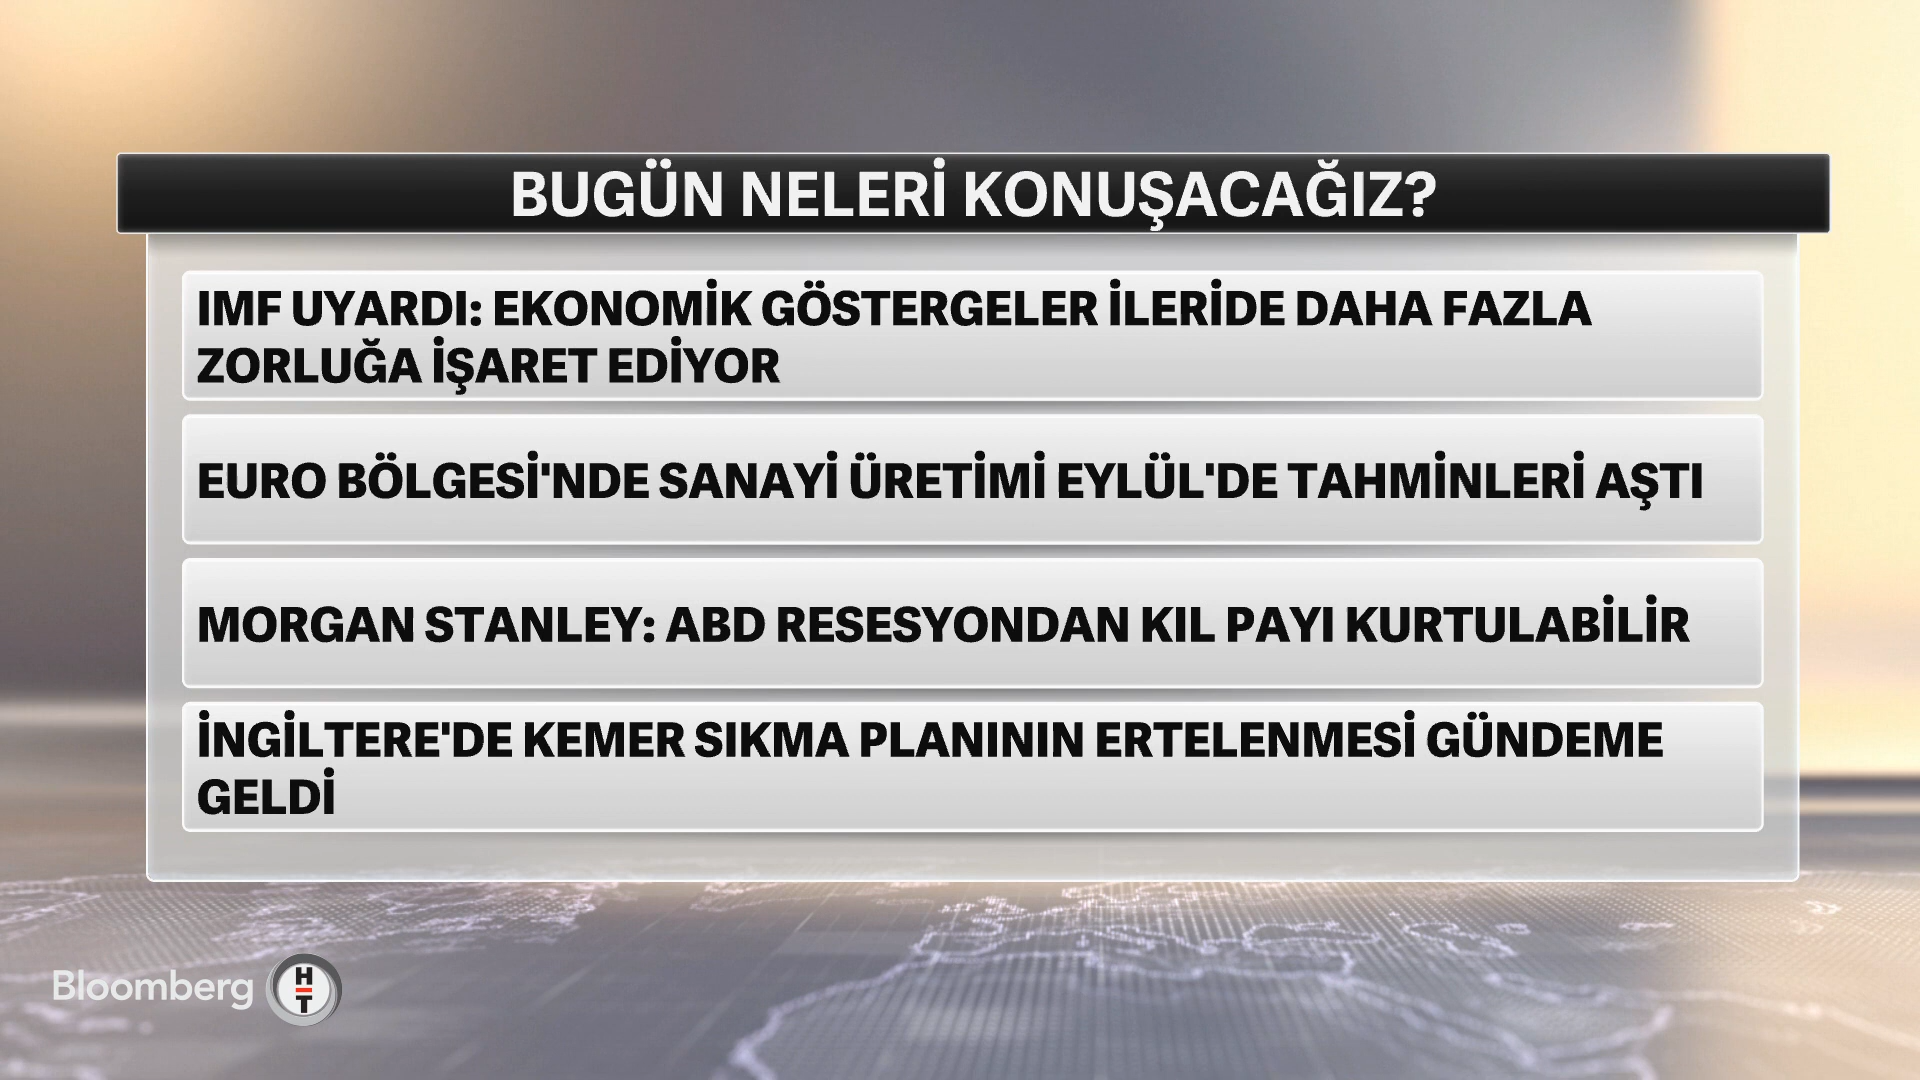 BUGÜN NELERİ KONUŞACAĞIZ?
IMF UYARDI: EKONOMİK GÖSTERGELER İLERİDE DAHA FAZLA
ZORLUĞA İŞARET EDİYOR
EURO BÖLGESİ'NDE SANAYİ ÜRETİMİ EYLÜL'DE TAHMİNLERİ AŞTI
MORGAN STANLEY: ABD RESESYONDAN KIL PAYI KURTULABİLİR
İNGİLTERE'DE KEMER SIKMA PLANININ ERTELENMESİ GÜNDEME
GELDİ
Bloomberg HT